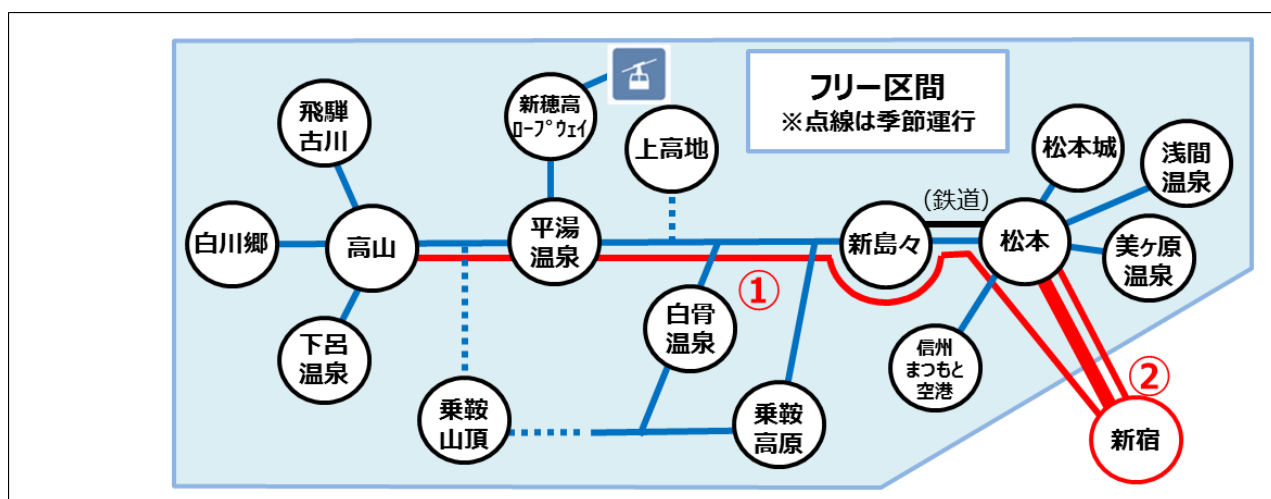 フリー区間
※点線は季節運行
飛騨
古川
新穂高
ﾛｰﾌﾟｳｪｲ
上高地
松本城
浅間
温泉
(鉄道)
白川郷
高山
平湯
温泉
新島々
松本
美ヶ原
温泉
①
白骨
温泉
下呂
温泉
信州
まつもと
空港
②
乗鞍
山頂
乗鞍
高原
新宿